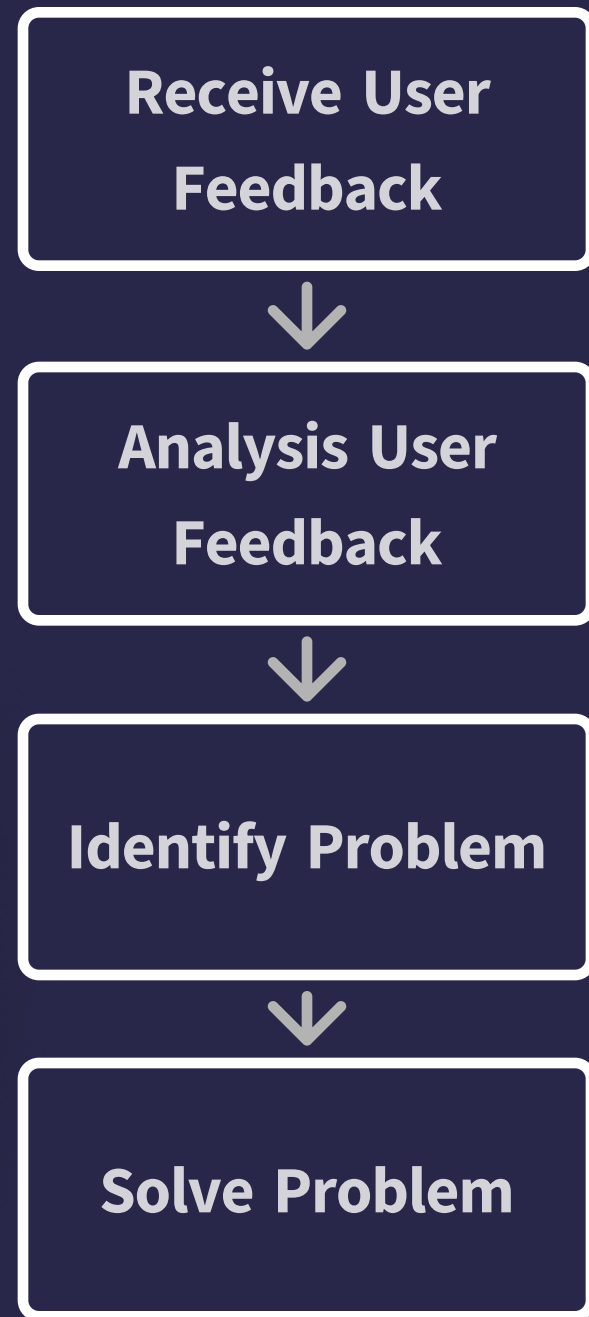 Receive User
Feedback
Analysis User
Feedback
Identify Problem
Solve Problem